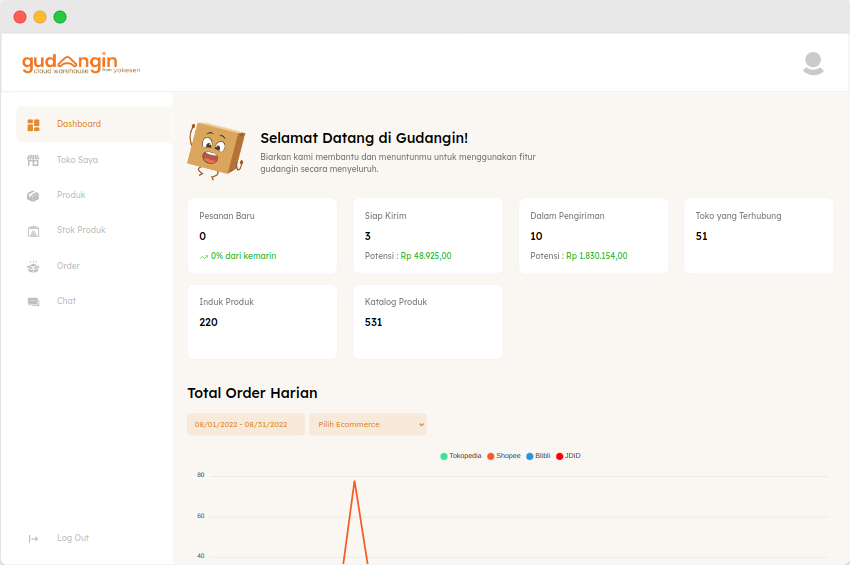 gudangin
cloud warehouse from yokesen
Dashboard
Toko Saya
Produk
Stok Produk
Order
Chat
Log Out
Selamat Datang di Gudangin!
Biarkan kami membantu dan menuntunmu untuk menggunakan fitur
gudangin secara menyeluruh.
Pesanan Baru
0
0% dari kemarin
Siap Kirim
3
Potensi : Rp 48.925,00
Dalam Pengiriman
10
Potensi : Rp 1.830.154,00
Toko yang Terhubung
51
Induk Produk
220
Katalog Produk
531
Total Order Harian
08/01/2022 - 08/31/2022
Pilih Ecommerce
Tokopedia Shopee Blibli JDID
80
60
40